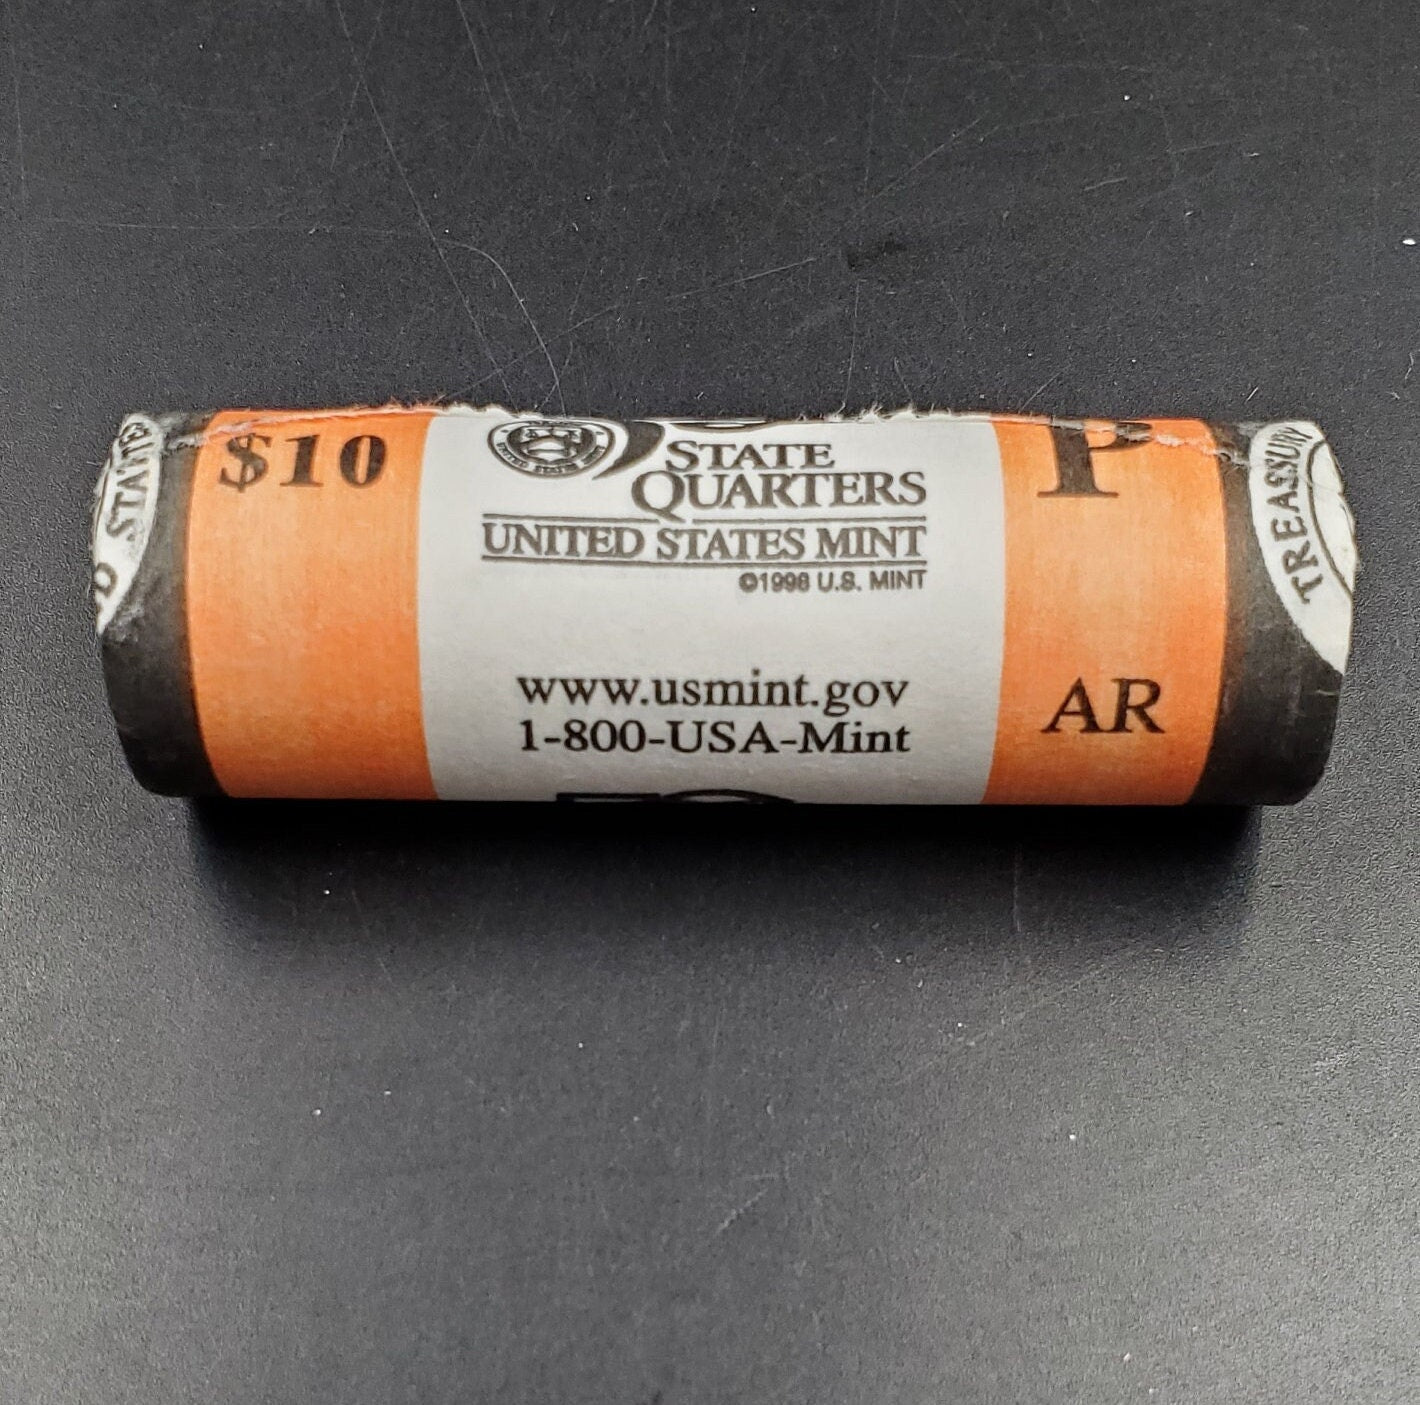 STATES
$10
STATE
QUARTERS
UNITED STATES MINT
©1998 U.S. MINT
www.usmint.gov
1-800-USA-Mint
P
AR
TREASURY